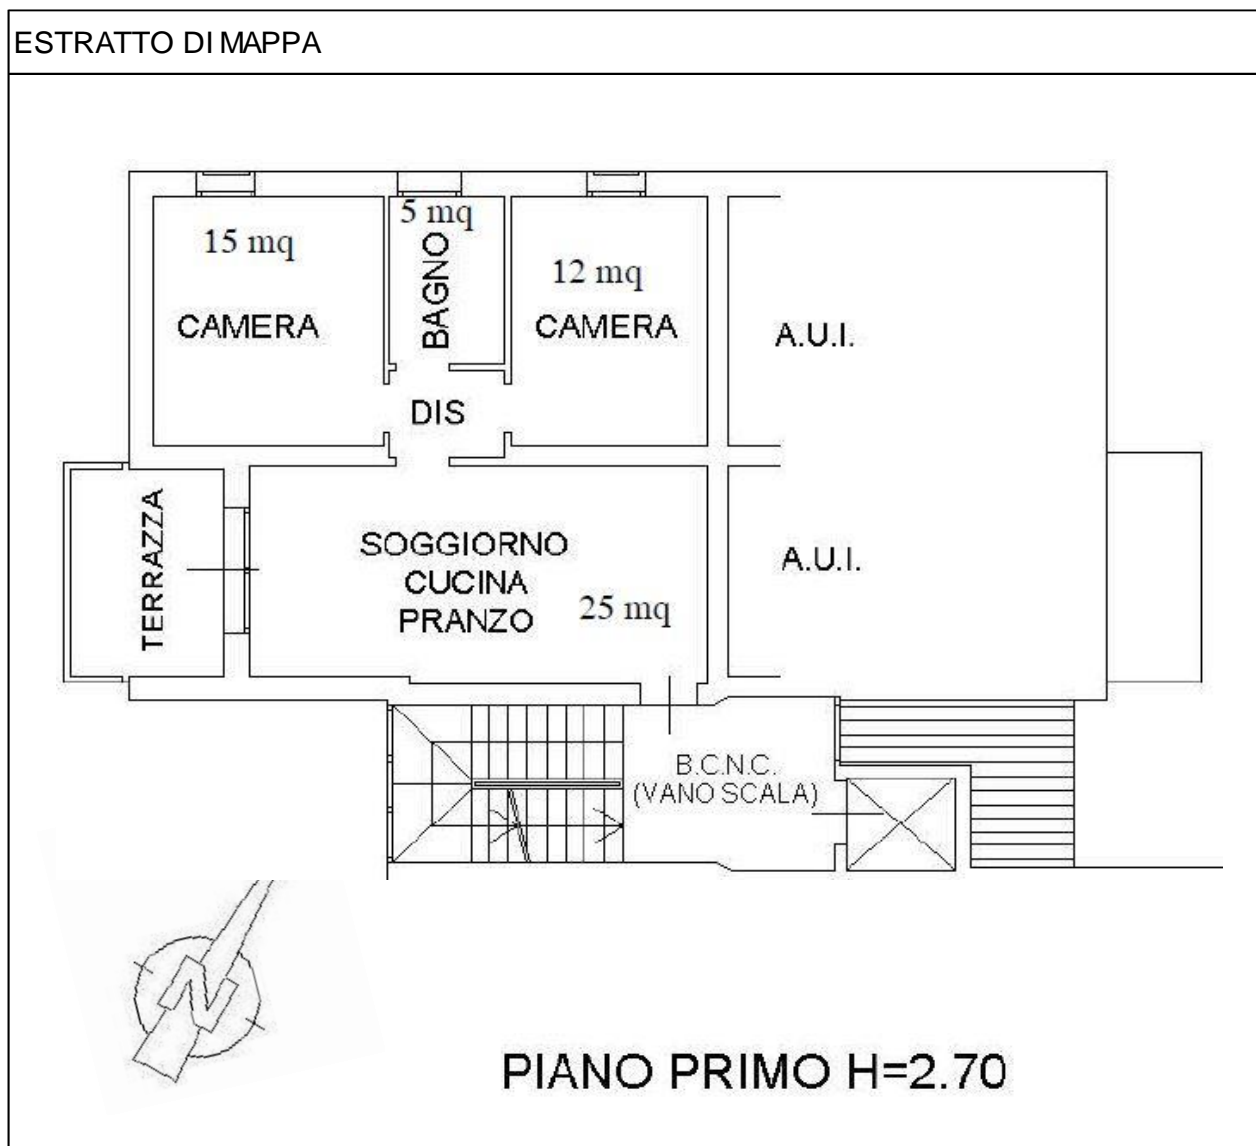 ESTRATTO DI MAPPA
5 mq
15 mq
BAGNO
12 mq
CAMERA
CAMERA
A.U.I.
DIS
TERRAZZA
SOGGIORNO
CUCINA
PRANZO
25 mq
A.U.I.
B.C.N.C.
(VANO SCALA)
N
PIANO PRIMO H=2.70